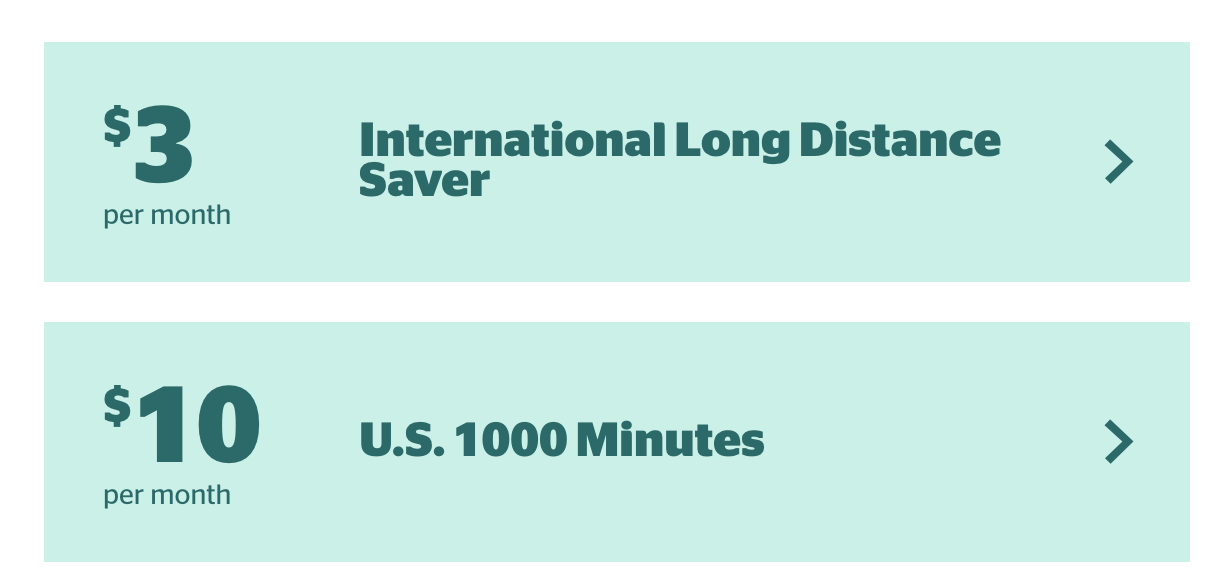 $3
per month
International Long Distance
Saver
$10
per month
U.S. 1000 Minutes